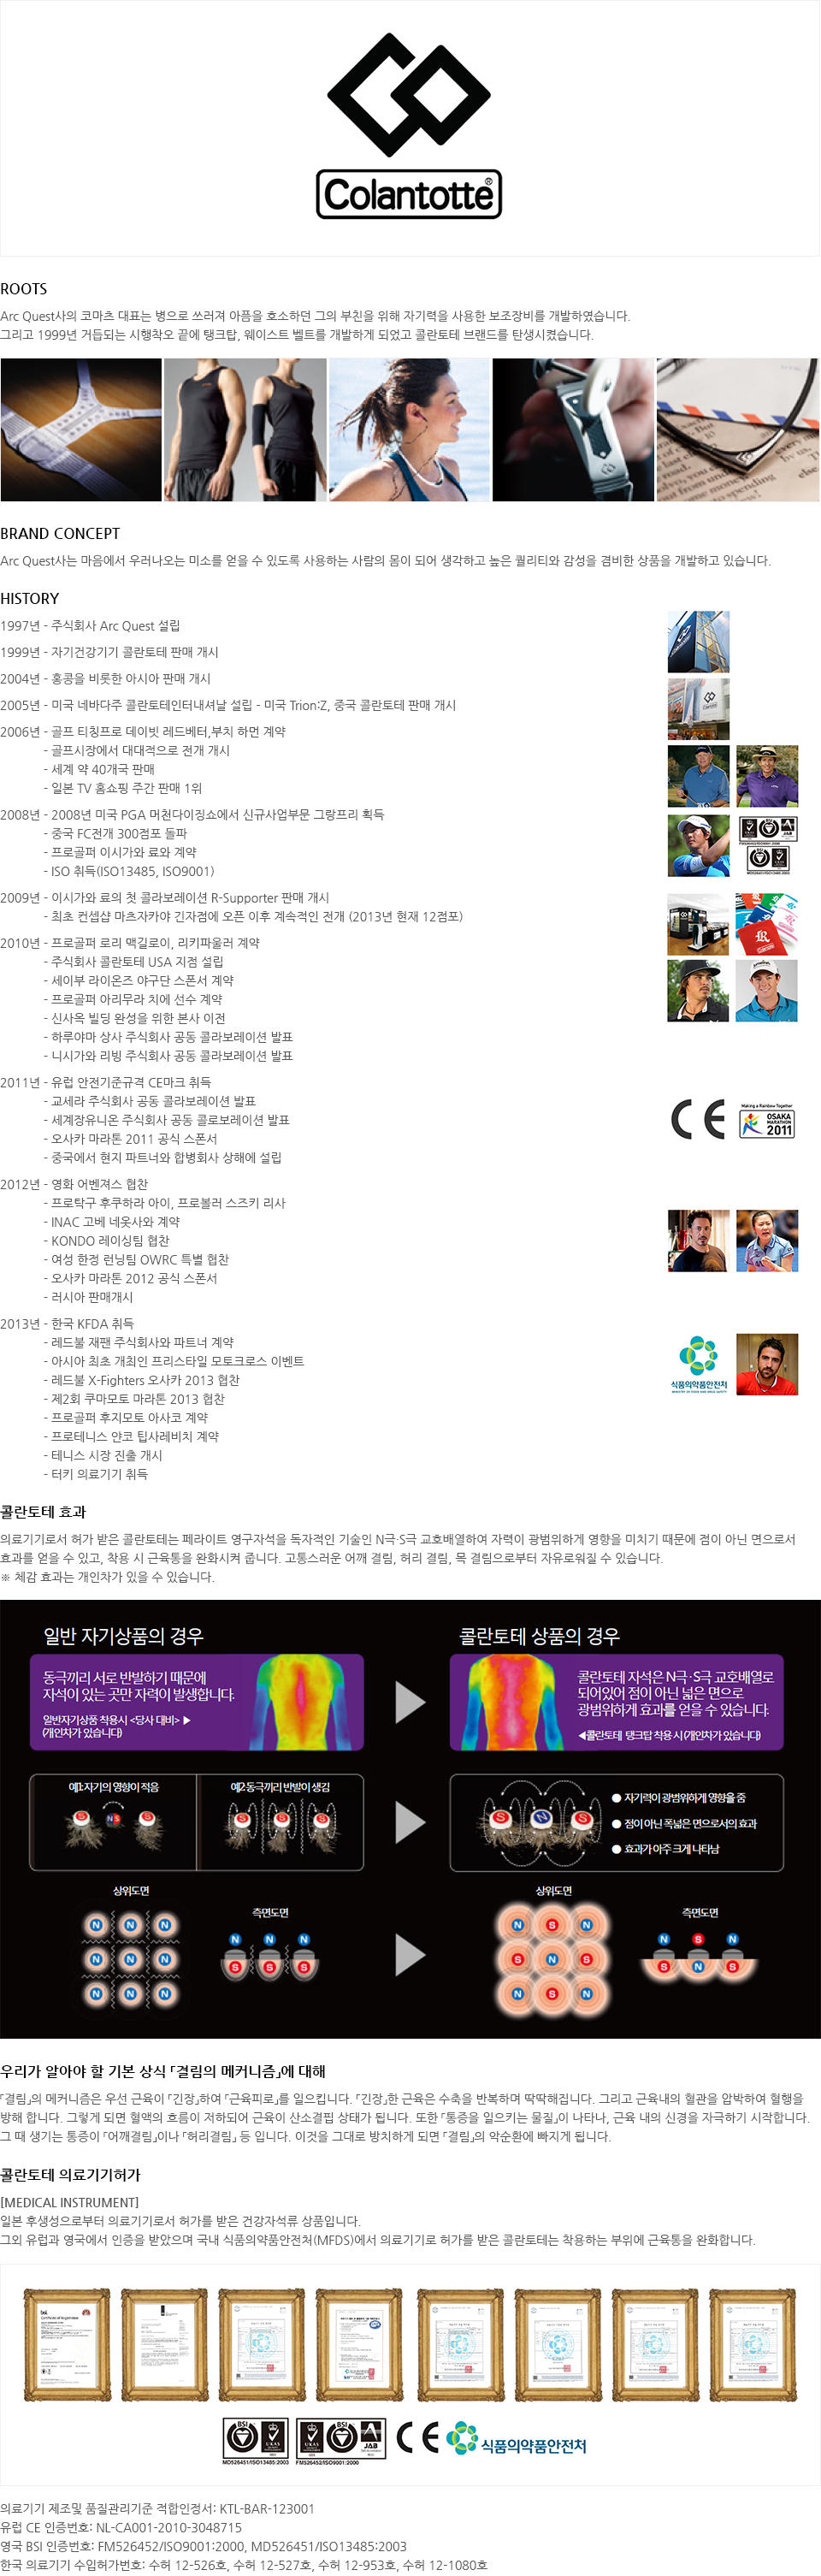 Colantotte®
ROOTS
Arc Quest사의 코마츠 대표는 병으로 쓰러져 아픔을 호소하던 그의 부친을 위해 자기력을 사용한 보조장비를 개발하였습니다.
그리고 1999년 거듭되는 시행착오 끝에 탱크탑, 웨이스트 벨트를 개발하게 되었고 콜란토테 브랜드를 탄생시켰습니다.
BRAND CONCEPT
Arc Quest사는 마음에서 우러나오는 미소를 얻을 수 있도록 사용하는 사람의 몸이 되어 생각하고 높은 퀄리티와 감성을 겸비한 상품을 개발하고 있습니다.
HISTORY
1997년 - 주식회사 Arc Quest 설립
1999년 - 자기건강기기 콜란토테 판매 개시
2004년 - 홍콩을 비롯한 아시아 판매 개시
2005년 - 미국 네바다주 콜란토테인터내셔날 설립 - 미국 Trion:Z, 중국 콜란토테 판매 개시
2006년 - 골프 티칭프로 데이빗 레드베터,부치 하먼 계약
- 골프시장에서 대대적으로 전개 개시
- 세계 약 40개국 판매
- 일본 TV 홈쇼핑 주간 판매 1위
2008년 - 2008년 미국 PGA 머천다이징쇼에서 신규사업부문 그랑프리 획득
- 중국 FC전개 300점포 돌파
- 프로골퍼 이시가와 료와 계약
- ISO 취득(ISO13485, ISO9001)
2009년 - 이시가와 료의 첫 콜라보레이션 R-Supporter 판매 개시
- 최초 컨셉샵 마츠자카야 긴자점에 오픈 이후 계속적인 전개 (2013년 현재 12점포)
2010년 - 프로골퍼 로리 맥길로이, 리키파울러 계약
- 주식회사 콜란토테 USA 지점 설립
- 세이부 라이온즈 야구단 스폰서 계약
- 프로골퍼 아리무라 치에 선수 계약
- 신사옥 빌딩 완성을 위한 본사 이전
- 하루야마 상사 주식회사 공동 콜라보레이션 발표
- 니시가와 리빙 주식회사 공동 콜라보레이션 발표
2011년 - 유럽 안전기준규격 CE마크 취득
- 교세라 주식회사 공동 콜라보레이션 발표
- 세계장유니온 주식회사 공동 콜로보레이션 발표
- 오사카 마라톤 2011 공식 스폰서
- 중국에서 현지 파트너와 합병회사 상해에 설립
CE
Making a Rainbow Together
OSAKA
MARATHON
2011
2012년 - 영화 어벤져스 협찬
- 프로탁구 후쿠하라 아이, 프로볼러 스즈키 리사
- INAC 고베 네옷사와 계약
- KONDO 레이싱팀 협찬
- 여성 한정 런닝팀 OWRC 특별 협찬
- 오사카 마라톤 2012 공식 스폰서
- 러시아 판매개시
2013년 - 한국 KFDA 취득
- 레드불 재팬 주식회사와 파트너 계약
- 아시아 최초 개최인 프리스타일 모토크로스 이벤트
- 레드불 X-Fighters 오사카 2013 협찬
- 제2회 쿠마모토 마라톤 2013 협찬
- 프로골퍼 후지모토 아사코 계약
- 프로테니스 얀코 팁사레비치 계약
- 테니스 시장 진출 개시
- 터키 의료기기 취득
식품의약품안전처
콜란토테 효과
의료기기로서 허가 받은 콜란토테는 페라이트 영구자석을 독자적인 기술인 N극·S극 교호배열하여 자력이 광범위하게 영향을 미치기 때문에 점이 아닌 면으로서
효과를 얻을 수 있고, 착용 시 근육통을 완화시켜 줍니다. 고통스러운 어깨 결림, 허리 결림, 목 결림으로부터 자유로워질 수 있습니다.
※ 체감 효과는 개인차가 있을 수 있습니다.
일반 자기상품의 경우
동극끼리 서로 반발하기 때문에
자석이 있는 곳만 자력이 발생합니다.
일반자기상품 착용시 <당사 대비> ▶
(개인차가 있습니다)
콜란토테 상품의 경우
콜란토테 자석은 N극·S극 교호배열로
되어있어 점이 아닌 넓은 면으로
광범위하게 효과를 얻을 수 있습니다.
◀콜란토테 탱크탑 착용 시 (개인차가 있습니다)
예1:자기의 영향이 적음
S N S S
예2:동극끼리 반발이 생김
S S S
S N S
● 자기력이 광범위하게 영향을 줌
● 점이 아닌 폭넓은 면으로서의 효과
● 효과가 아주 크게 나타남
상위도면
N N N
N N N
N N N
측면도면
N N N
S S S
상위도면
N S N
S N S
N S N
측면도면
N S N
S N S
우리가 알아야 할 기본 상식 「결림의 메커니즘」에 대해
「결림」의 메커니즘은 우선 근육이 「긴장」하여 「근육피로」를 일으킵니다. 「긴장」한 근육은 수축을 반복하며 딱딱해집니다. 그리고 근육내의 혈관을 압박하여 혈행을
방해 합니다. 그렇게 되면 혈액의 흐름이 저하되어 근육이 산소결핍 상태가 됩니다. 또한 「통증을 일으키는 물질」이 나타나, 근육 내의 신경을 자극하기 시작합니다.
그 때 생기는 통증이 「어깨결림」이나 「허리결림」 등 입니다. 이것을 그대로 방치하게 되면 「결림」의 악순환에 빠지게 됩니다.
콜란토테 의료기기허가
[MEDICAL INSTRUMENT]
일본 후생성으로부터 의료기기로서 허가를 받은 건강자석류 상품입니다.
그외 유럽과 영국에서 인증을 받았으며 국내 식품의약품안전처(MFDS)에서 의료기기로 허가를 받은 콜란토테는 착용하는 부위에 근육통을 완화합니다.
BSI UKAS BSI UKAS JAB CE 식품의약품안전처
MD526451/ISO13485:2003 FM526452/ISO9001:2000
의료기기 제조및 품질관리기준 적합인정서: KTL-BAR-123001
유럽 CE 인증번호: NL-CA001-2010-3048715
영국 BSI 인증번호: FM526452/ISO9001:2000, MD526451/ISO13485:2003
한국 의료기기 수입허가번호: 수허 12-526호, 수허 12-527호, 수허 12-953호, 수허 12-1080호